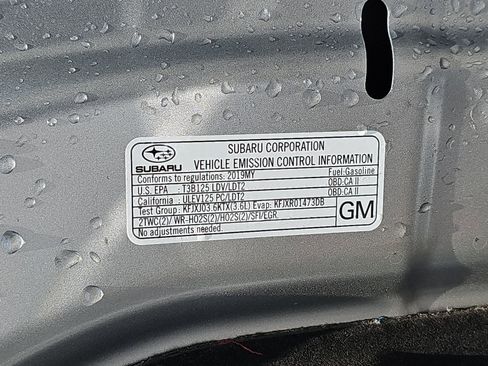 SUBARU CORPORATION
SUBARU
VEHICLE EMISSION CONTROL INFORMATION
Conforms to regulations: 2019MY Fuel:Gasoline
U.S. EPA : T3B125 LDV/LDT2 OBD:CA II
California : ULEV125 PC/LDT2 OBD:CA II
Test Group: KFJXJ03.6KTX(3.6L) Evap: KFJXR01473DB
2TWC(2)/ WR-HO2S(2)/HO2S(2)/SFI/EGR
No adjustments needed.
GM